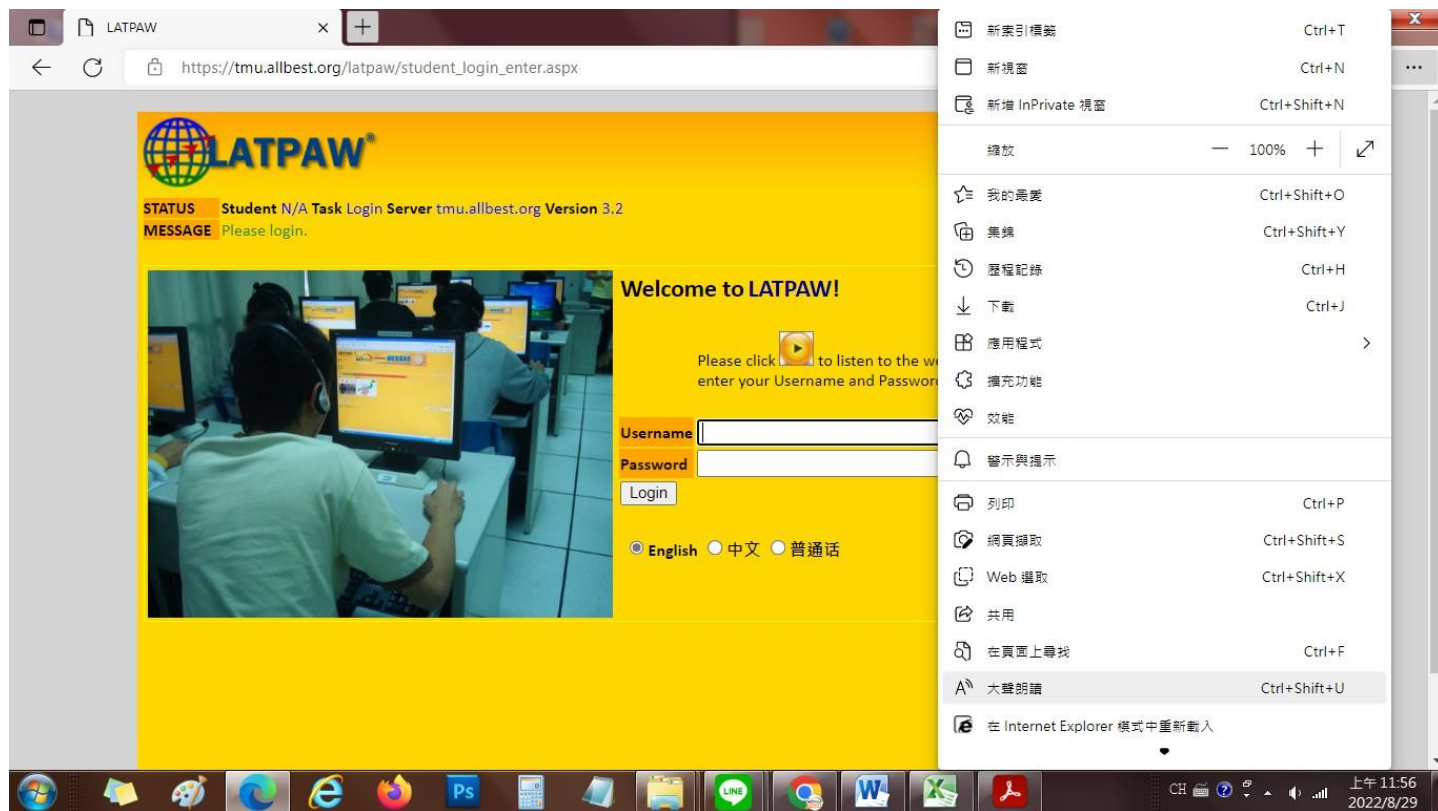 LATPAW
https://tmu.allbest.org/latpaw/student_login_enter.aspx
LATPAW®
STATUS Student N/A Task Login Server tmu.allbest.org Version 3.2
MESSAGE Please login.
Welcome to LATPAW!
Please click to listen to the
enter your Username and
Username
Password
Login
English 中文 普通话
新索引標籤 Ctrl+T
新視窗 Ctrl+N
新增 InPrivate 視窗 Ctrl+Shift+N
縮放 100%
我的最愛 Ctrl+Shift+O
集錦 Ctrl+Shift+Y
歷程記錄 Ctrl+H
下載 Ctrl+J
應用程式
擴充功能
效能
警示與提示
列印 Ctrl+P
網頁擷取 Ctrl+Shift+S
Web 選取 Ctrl+Shift+X
共用
在頁面上尋找 Ctrl+F
大聲朗讀 Ctrl+Shift+U
在 Internet Explorer 模式中重新載入
Ps
LINE
W
X
CH
上午 11:56
2022/8/29